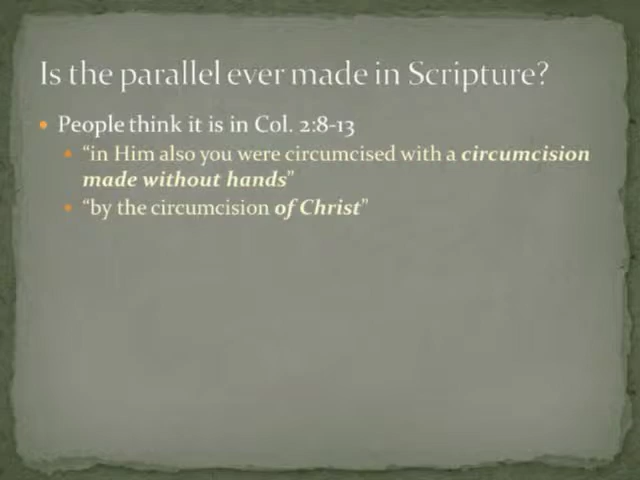 Is the parallel ever made in Scripture?
• People think it is in Col. 2:8-13
• “in Him also you were circumcised with a circumcision
made without hands”
• “by the circumcision of Christ”